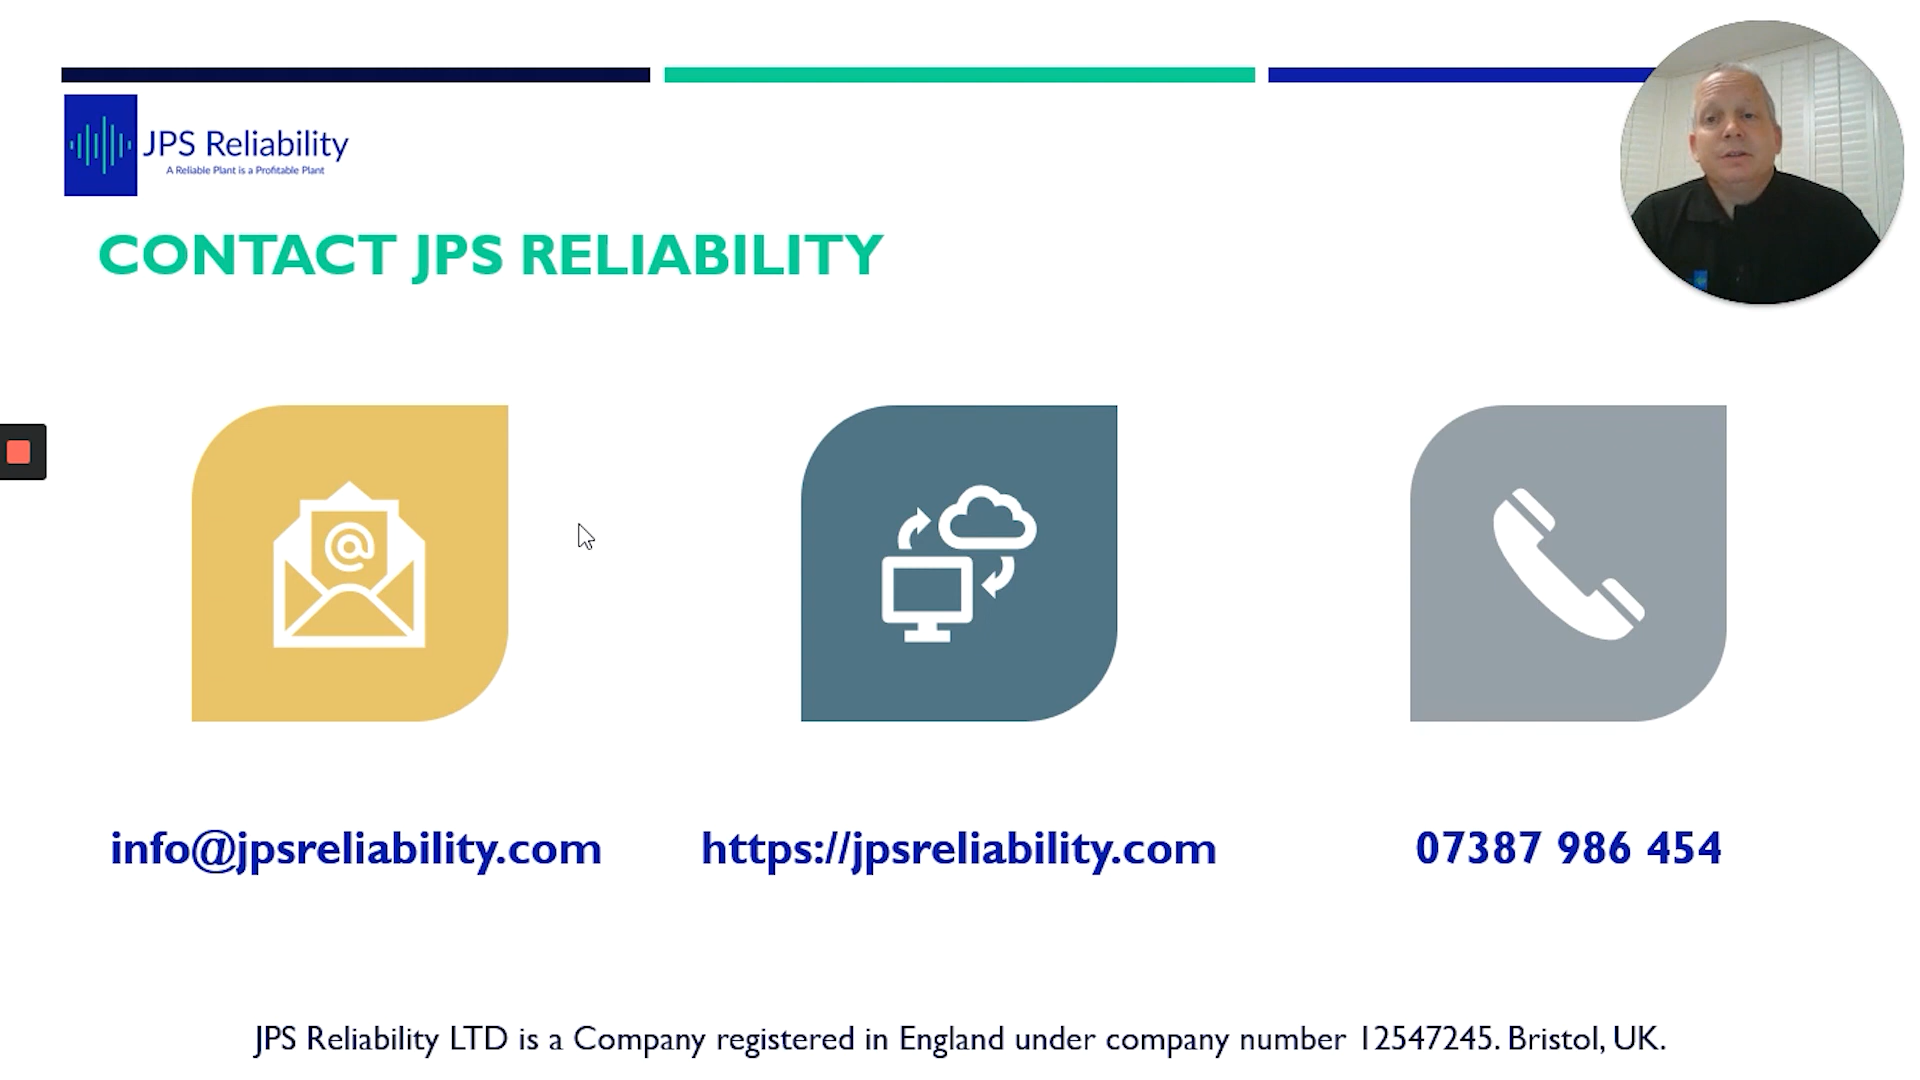 JPS Reliability
A Reliable Plant is a Profitable Plant
CONTACT JPS RELIABILITY
@
info@jpsreliability.com
https://jpsreliability.com
07387 986 454
JPS Reliability LTD is a Company registered in England under company number 12547245. Bristol, UK.